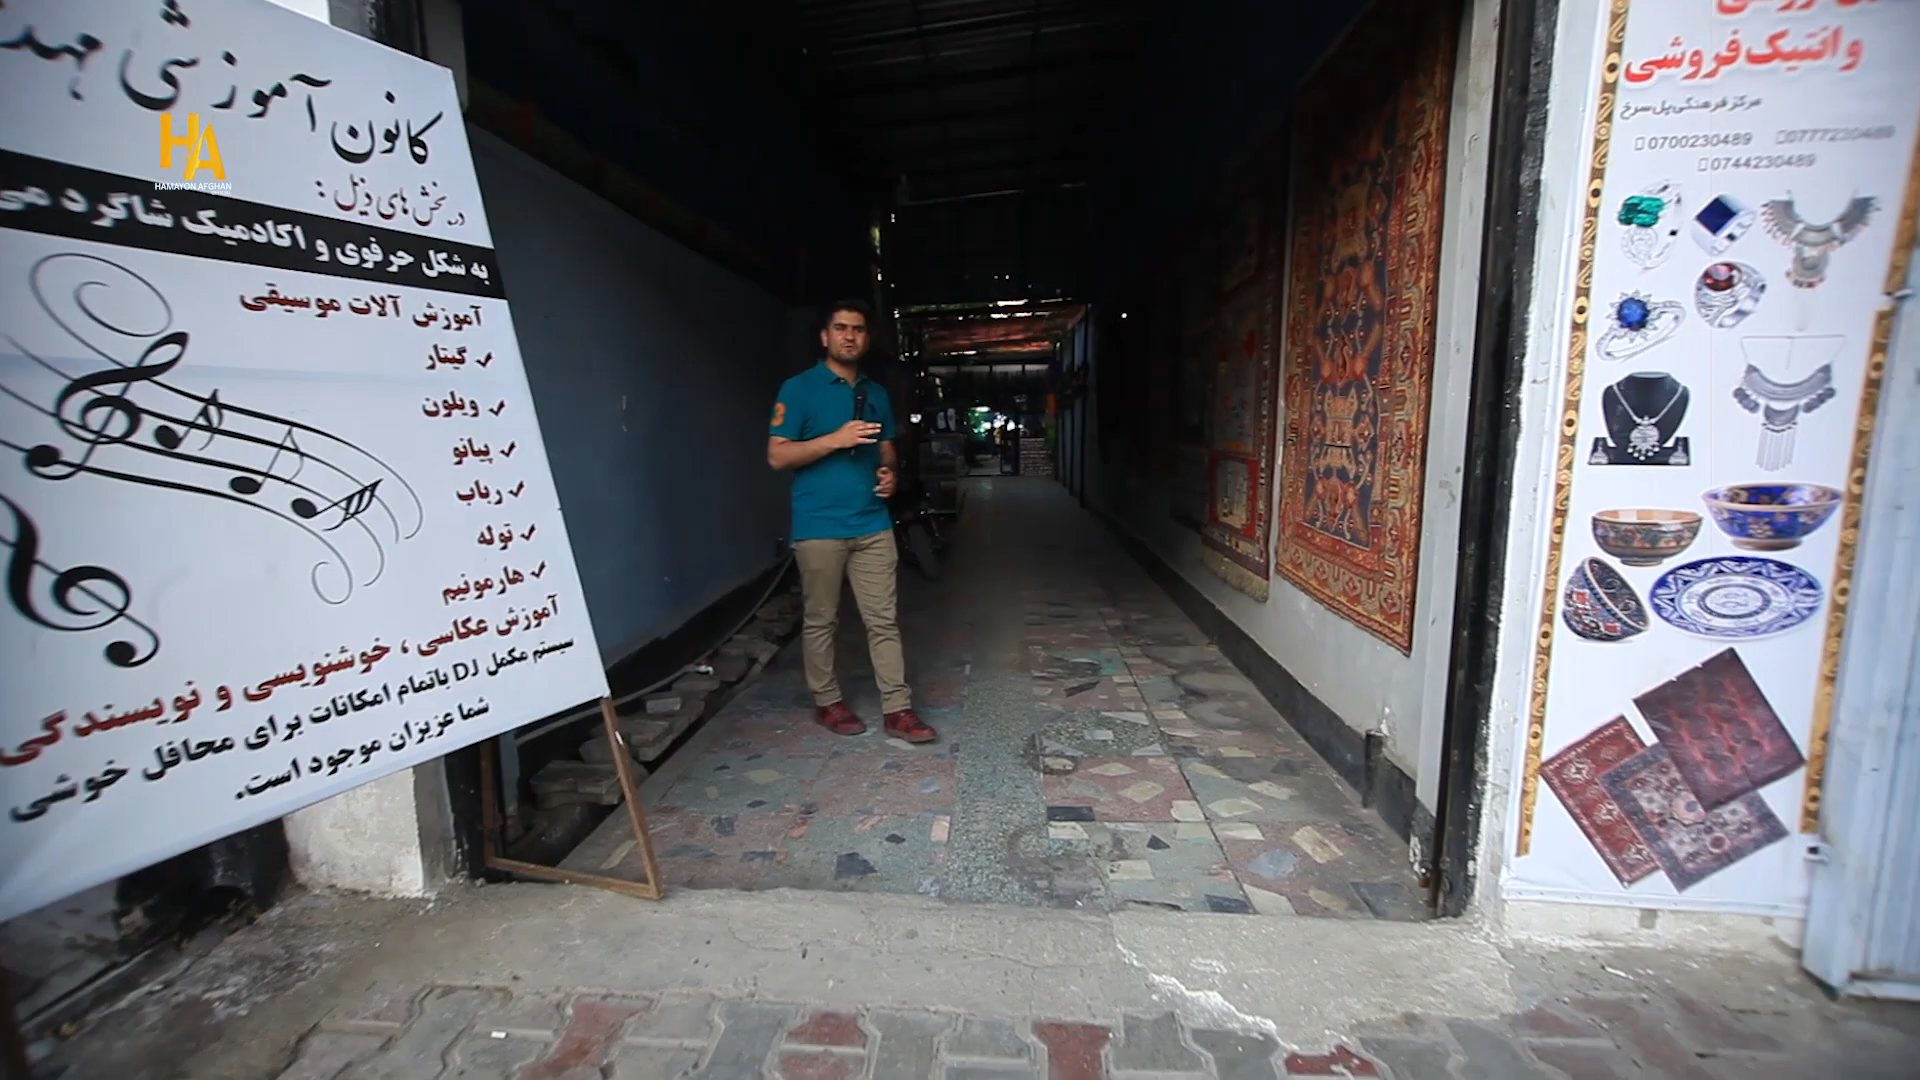 کانون آموزشی مهد
در بخش های ذیل :
به شکل حرفوی و اکادمیک شاگرد می
آموزش آلات موسیقی
✓ گیتار
✓ ویلون
✓ پیانو
✓ رباب
✓ توله
✓ هارمونیم
آموزش عکاسی ، خوشنویسی و نویسندگی
سیستم مکمل DJ باتمام امکانات برای محافل خوشی
شما عزیزان موجود است.
HA
HAMAYON AFGHAN
3
وانتیک فروشی
مرکز فرهنگی پل سرخ
0700230489 0777230489
0744230489